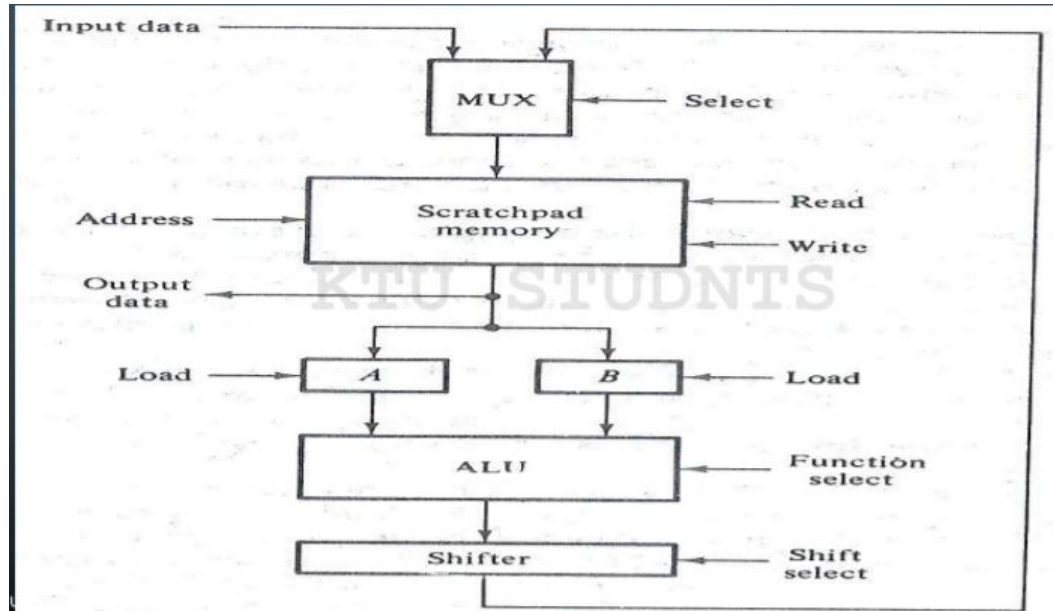 Input data
MUX
Select
Address
Scratchpad
memory
Read
Write
KTU STUDNTS
Output
data
Load
A
B
Load
ALU
Function
select
Shifter
Shift
select